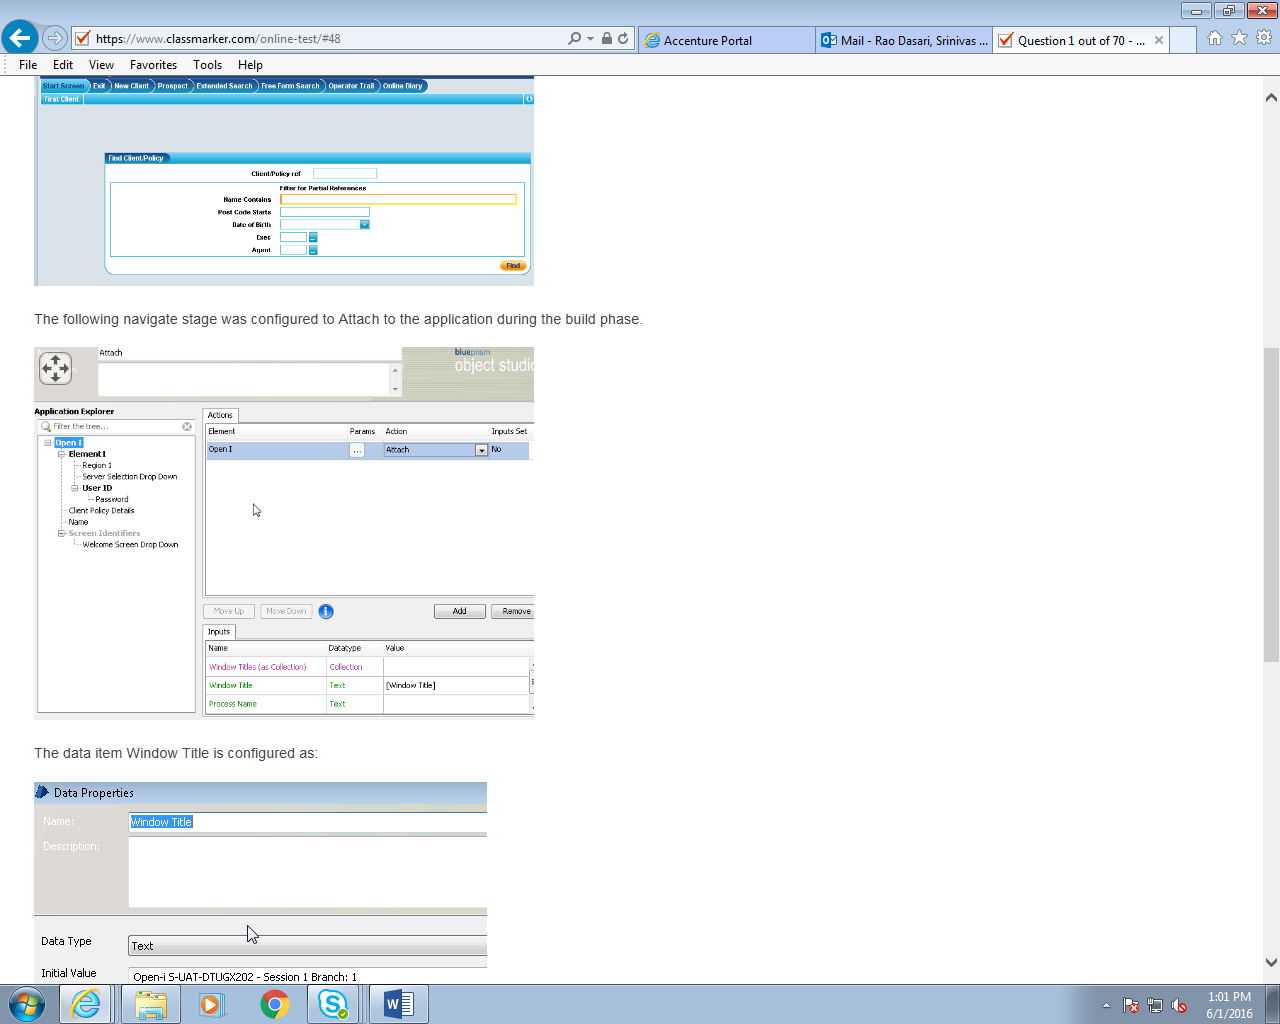 https://www.classmarker.com/online-test/#48
Accenture Portal
Mail - Rao Dasari, Srinivas ...
Question 1 out of 70 - ...
File Edit View Favorites Tools Help
Start Screen Exit New Client Prospect Extended Search Free Form Search Operator Trail Online Diary
First Client
Find Client/Policy
Client/Policy ref
Filter for Partial References
Name Contains
Post Code Starts
Date of Birth
Exec
Agent
Find
The following navigate stage was configured to Attach to the application during the build phase.
Attach
blueprism
object studio
Application Explorer
Filter the tree...
Open I
Element1
Region 1
Server Selection Drop Down
User ID
Password
Client Policy Details
Name
Screen Identifiers
Welcome Screen Drop Down
Actions
Element Params Action Inputs Set
Open I ... Attach No
Move Up Move Down Add Remove
Inputs
Name Datatype Value
Window Titles (as Collection) Collection
Window Title Text [Window Title]
Process Name Text
The data item Window Title is configured as:
Data Properties
Name: Window Title
Description:
Data Type Text
Initial Value Open-i S-UAT-DTUGX202 - Session 1 Branch: 1
1:01 PM
6/1/2016